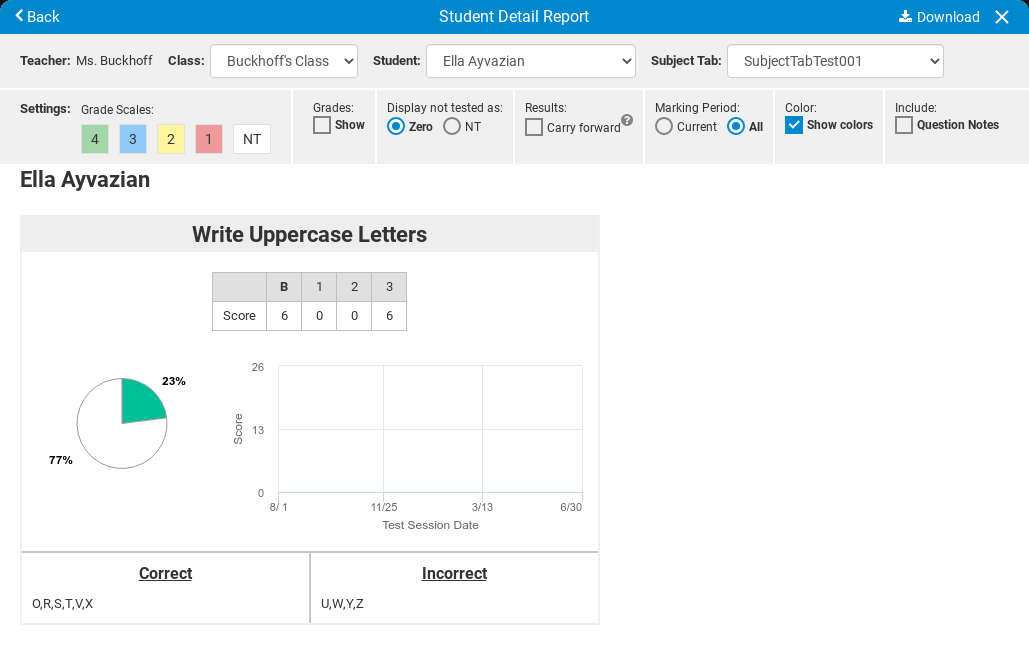 Back Student Detail Report Download
Teacher: Ms. Buckhoff Class: Buckhoff's Class Student: Ella Ayvazian Subject Tab: SubjectTabTest001
Settings: Grade Scales: Grades: Display not tested as: Results: Marking Period: Color: Include:
4 3 2 1 NT Show Zero NT Carry forward ? Current All Show colors Question Notes
Ella Ayvazian
Write Uppercase Letters
B 1 2 3
Score 6 0 0 6
23%
77%
26
13
0
Score
8/ 1 11/25 3/13 6/30
Test Session Date
Correct Incorrect
O,R,S,T,V,X U,W,Y,Z